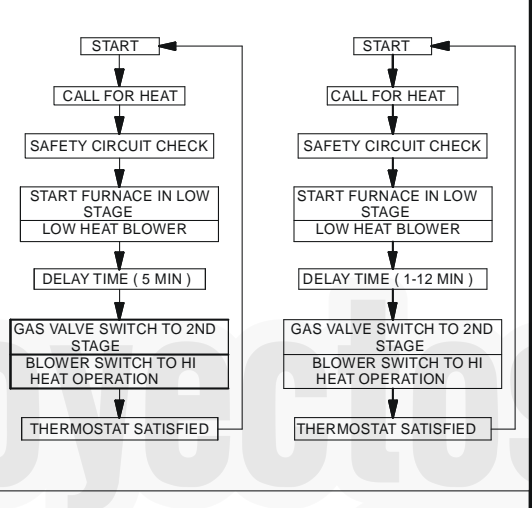 START
CALL FOR HEAT
SAFETY CIRCUIT CHECK
START FURNACE IN LOW
STAGE
LOW HEAT BLOWER
DELAY TIME ( 5 MIN )
GAS VALVE SWITCH TO 2ND
STAGE
BLOWER SWITCH TO HI
HEAT OPERATION
THERMOSTAT SATISFIED
START
CALL FOR HEAT
SAFETY CIRCUIT CHECK
START FURNACE IN LOW
STAGE
LOW HEAT BLOWER
DELAY TIME ( 1-12 MIN )
GAS VALVE SWITCH TO 2ND
STAGE
BLOWER SWITCH TO HI
HEAT OPERATION
THERMOSTAT SATISFIED
oyectos